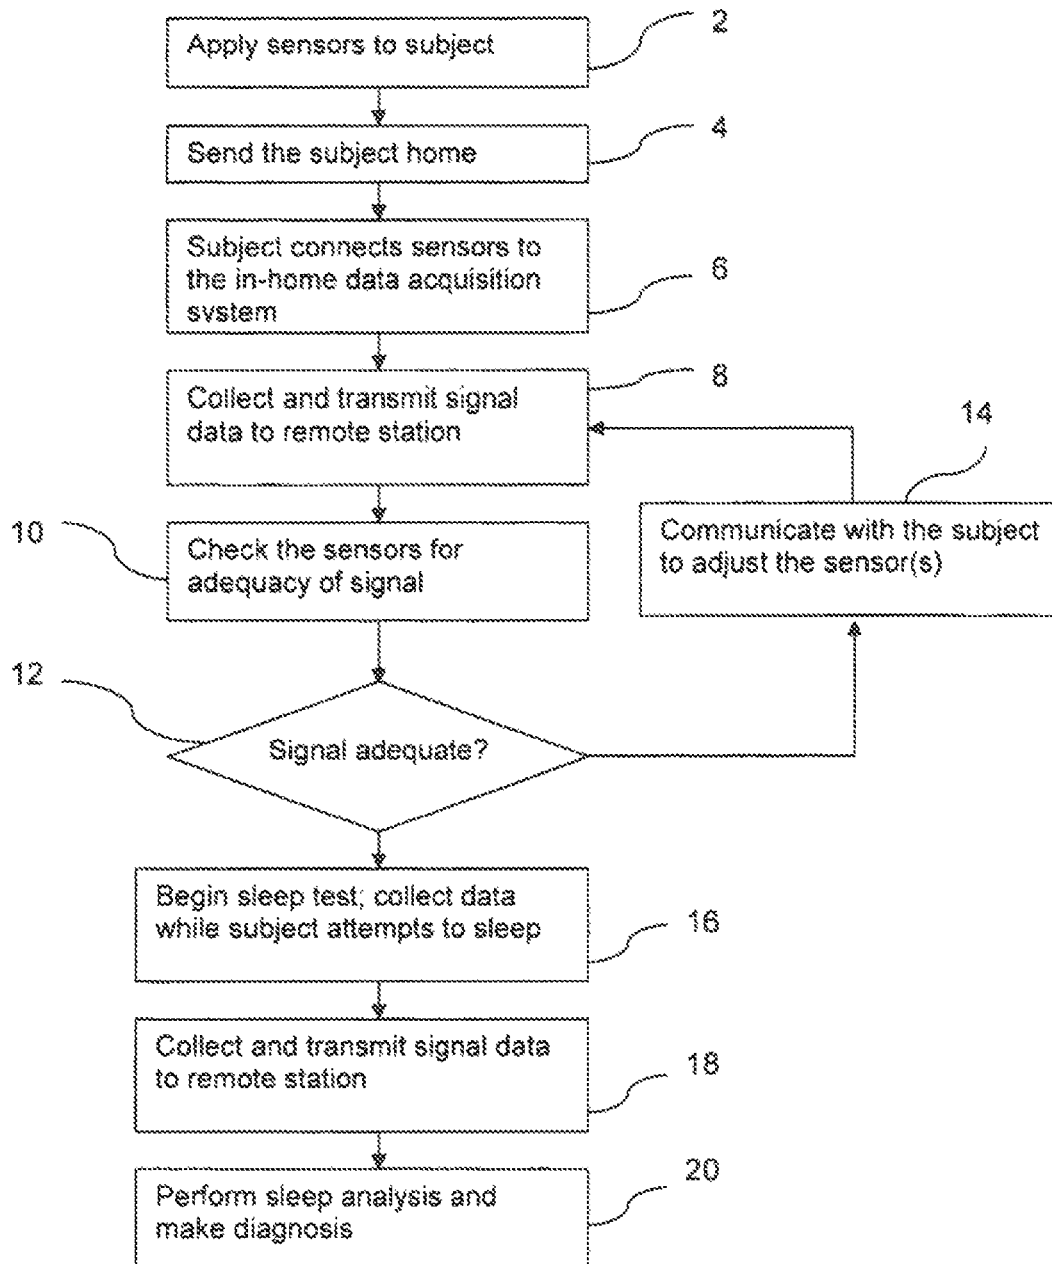 Apply sensors to subject
2
Send the subject home
4
Subject connects sensors to
the in-home data acquisition
system
6
Collect and transmit signal
data to remote station
8
Communicate with the subject
to adjust the sensor(s)
14
Check the sensors for
adequacy of signal
10
Signal adequate?
12
Begin sleep test; collect data
while subject attempts to sleep
16
Collect and transmit signal data
to remote station
18
Perform sleep analysis and
make diagnosis
20